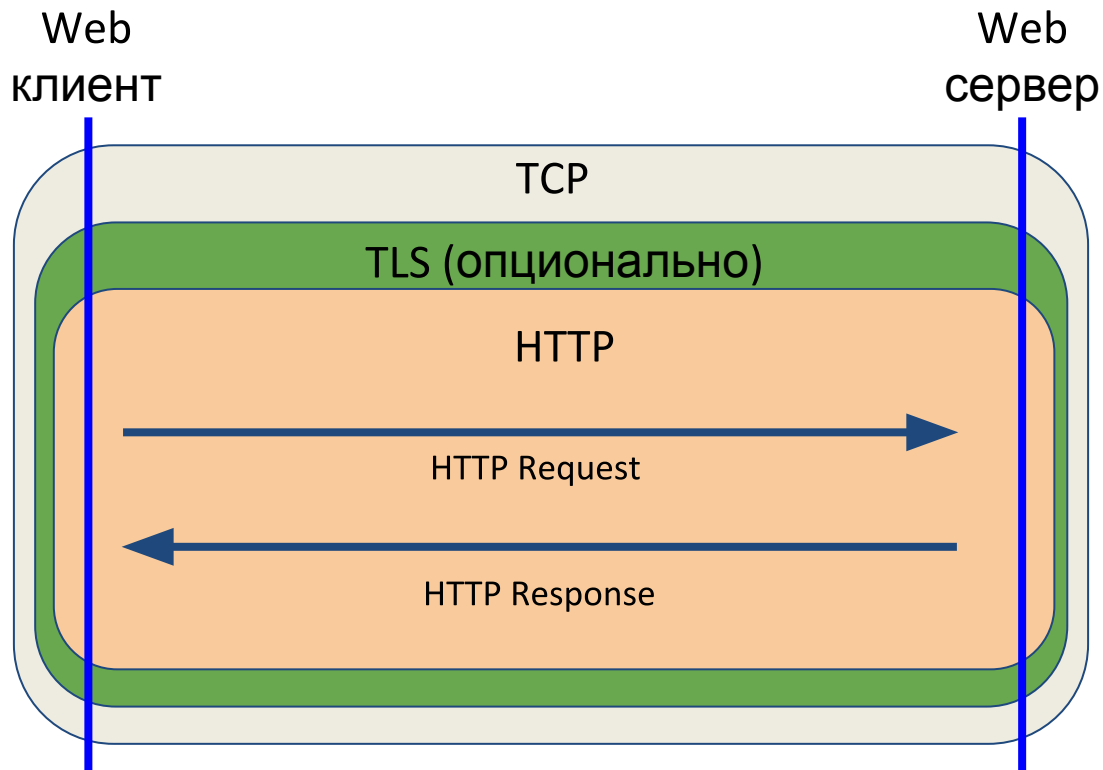 Web
клиент
Web
сервер
TCP
TLS (опционально)
HTTP
HTTP Request
HTTP Response